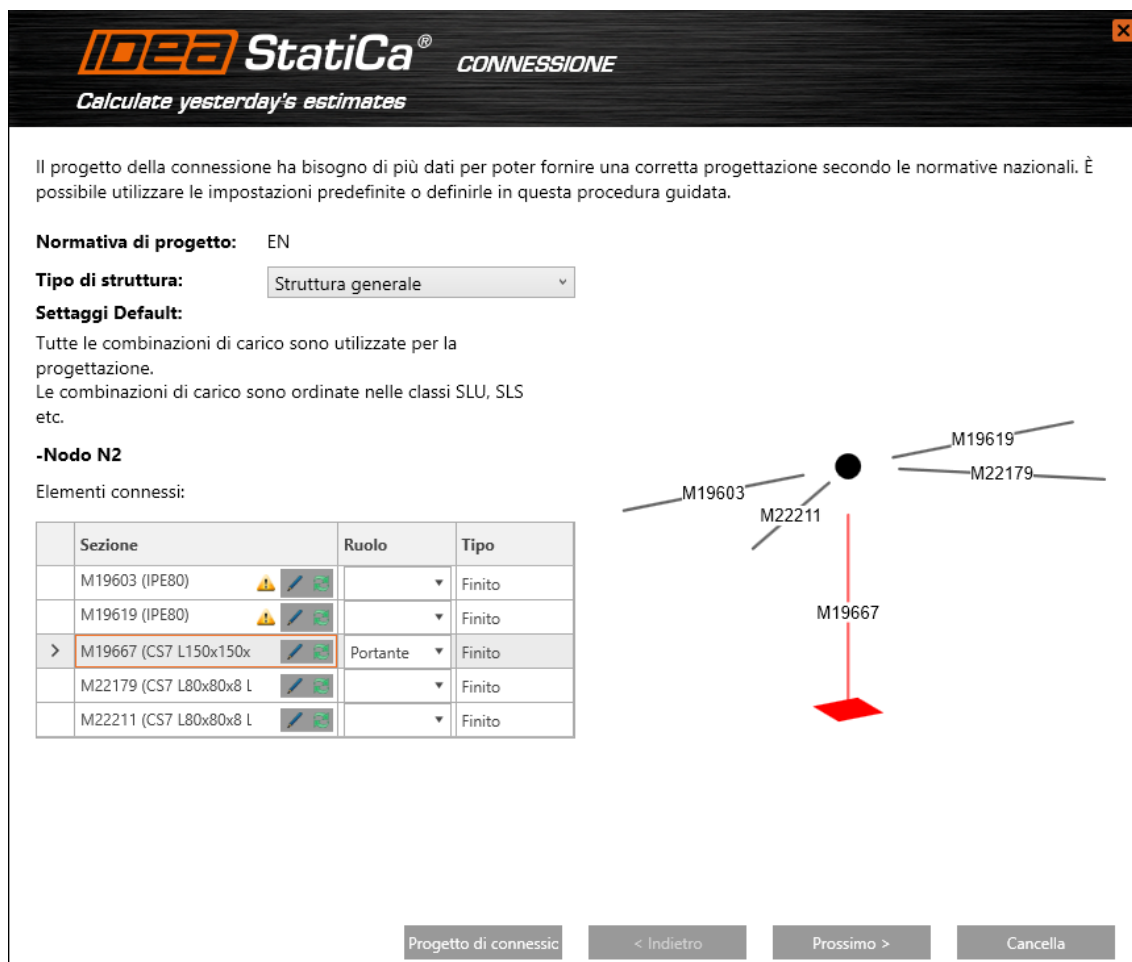 IDEA StatiCa® CONNESSIONE
Calculate yesterday's estimates
Il progetto della connessione ha bisogno di più dati per poter fornire una corretta progettazione secondo le normative nazionali. È
possibile utilizzare le impostazioni predefinite o definirle in questa procedura guidata.
Normativa di progetto: EN
Tipo di struttura: Struttura generale
Settaggi Default:
Tutte le combinazioni di carico sono utilizzate per la
progettazione.
Le combinazioni di carico sono ordinate nelle classi SLU, SLS
etc.
-Nodo N2
Elementi connessi:
Sezione Ruolo Tipo
M19603 (IPE80) Finito
M19619 (IPE80) Finito
M19667 (CS7 L150x150x Portante Finito
M22179 (CS7 L80x80x8 L Finito
M22211 (CS7 L80x80x8 L Finito
M19619
M22179
M19603
M22211
M19667
Progetto di connessic < Indietro Prossimo > Cancella